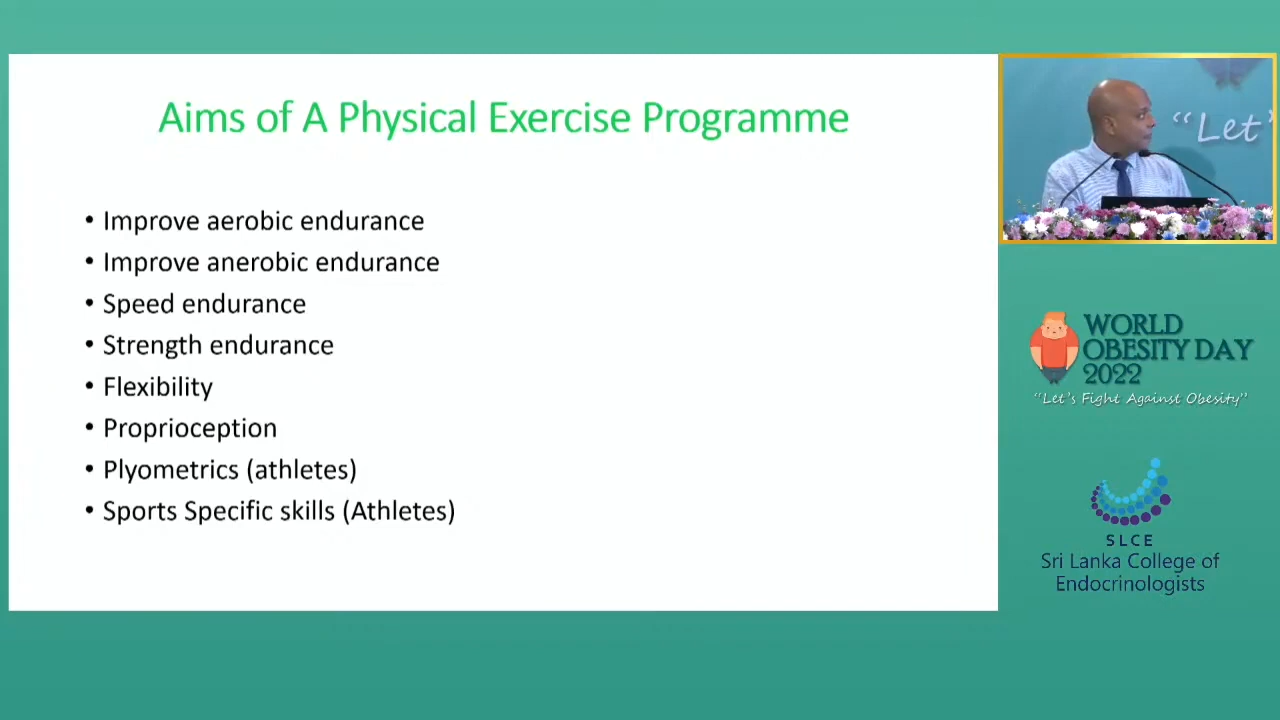 Aims of A Physical Exercise Programme
• Improve aerobic endurance
• Improve anerobic endurance
• Speed endurance
• Strength endurance
• Flexibility
• Proprioception
• Plyometrics (athletes)
• Sports Specific skills (Athletes)
“Let’
WORLD
OBESITY DAY
2022
“Let’s Fight Against Obesity”
SLCE
Sri Lanka College of
Endocrinologists